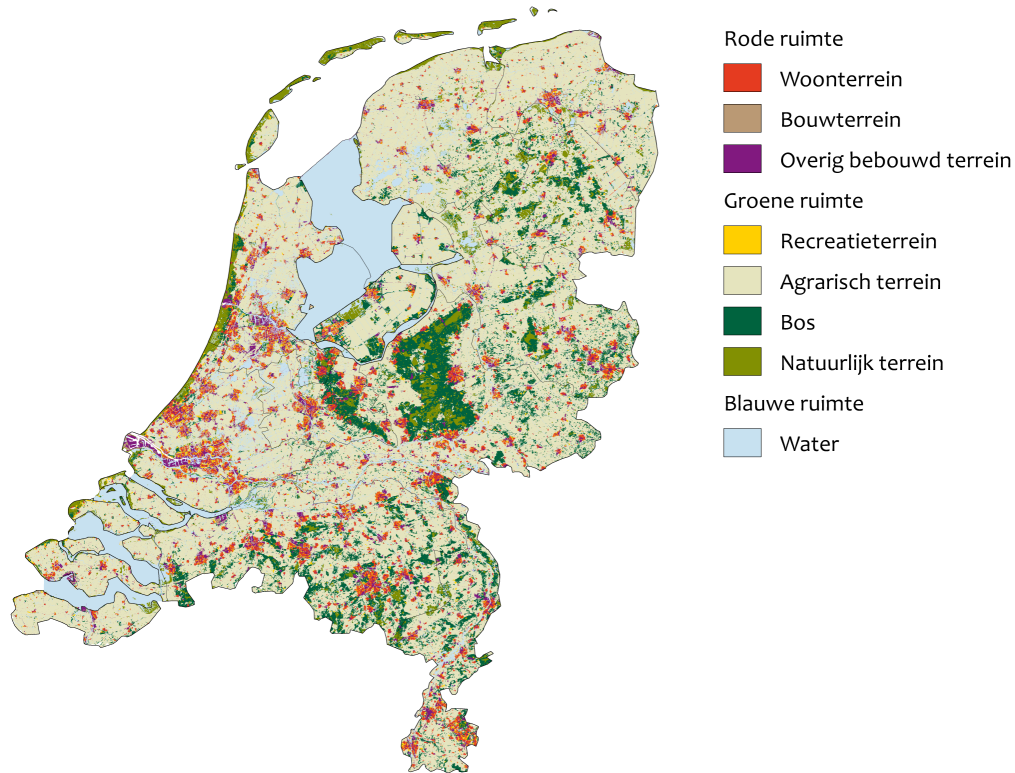 Rode ruimte
Woonterrein
Bouwterrein
Overig bebouwd terrein
Groene ruimte
Recreatieterrein
Agrarisch terrein
Bos
Natuurlijk terrein
Blauwe ruimte
Water